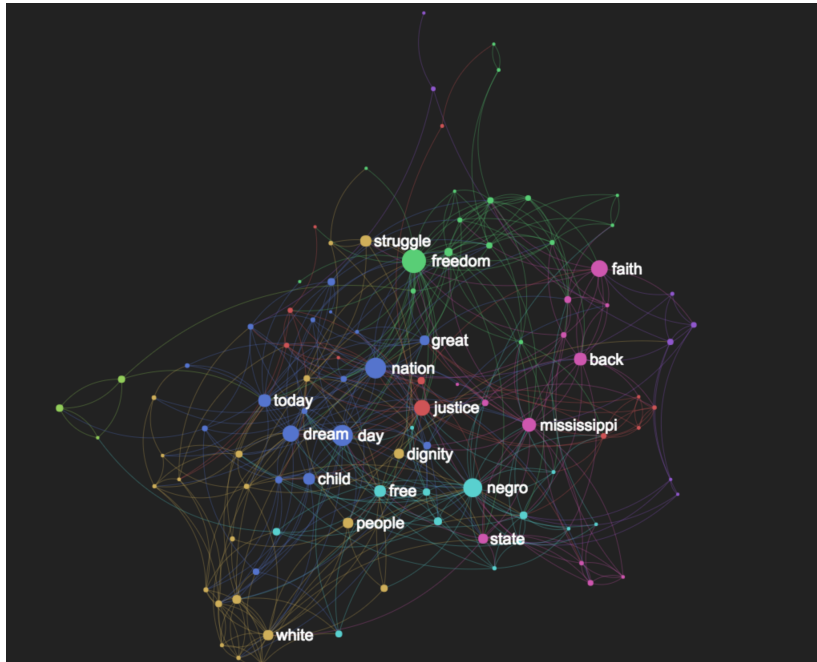 struggle
freedom
faith
great
back
nation
today
justice
mississippi
dream
day
dignity
child
free
negro
people
state
white